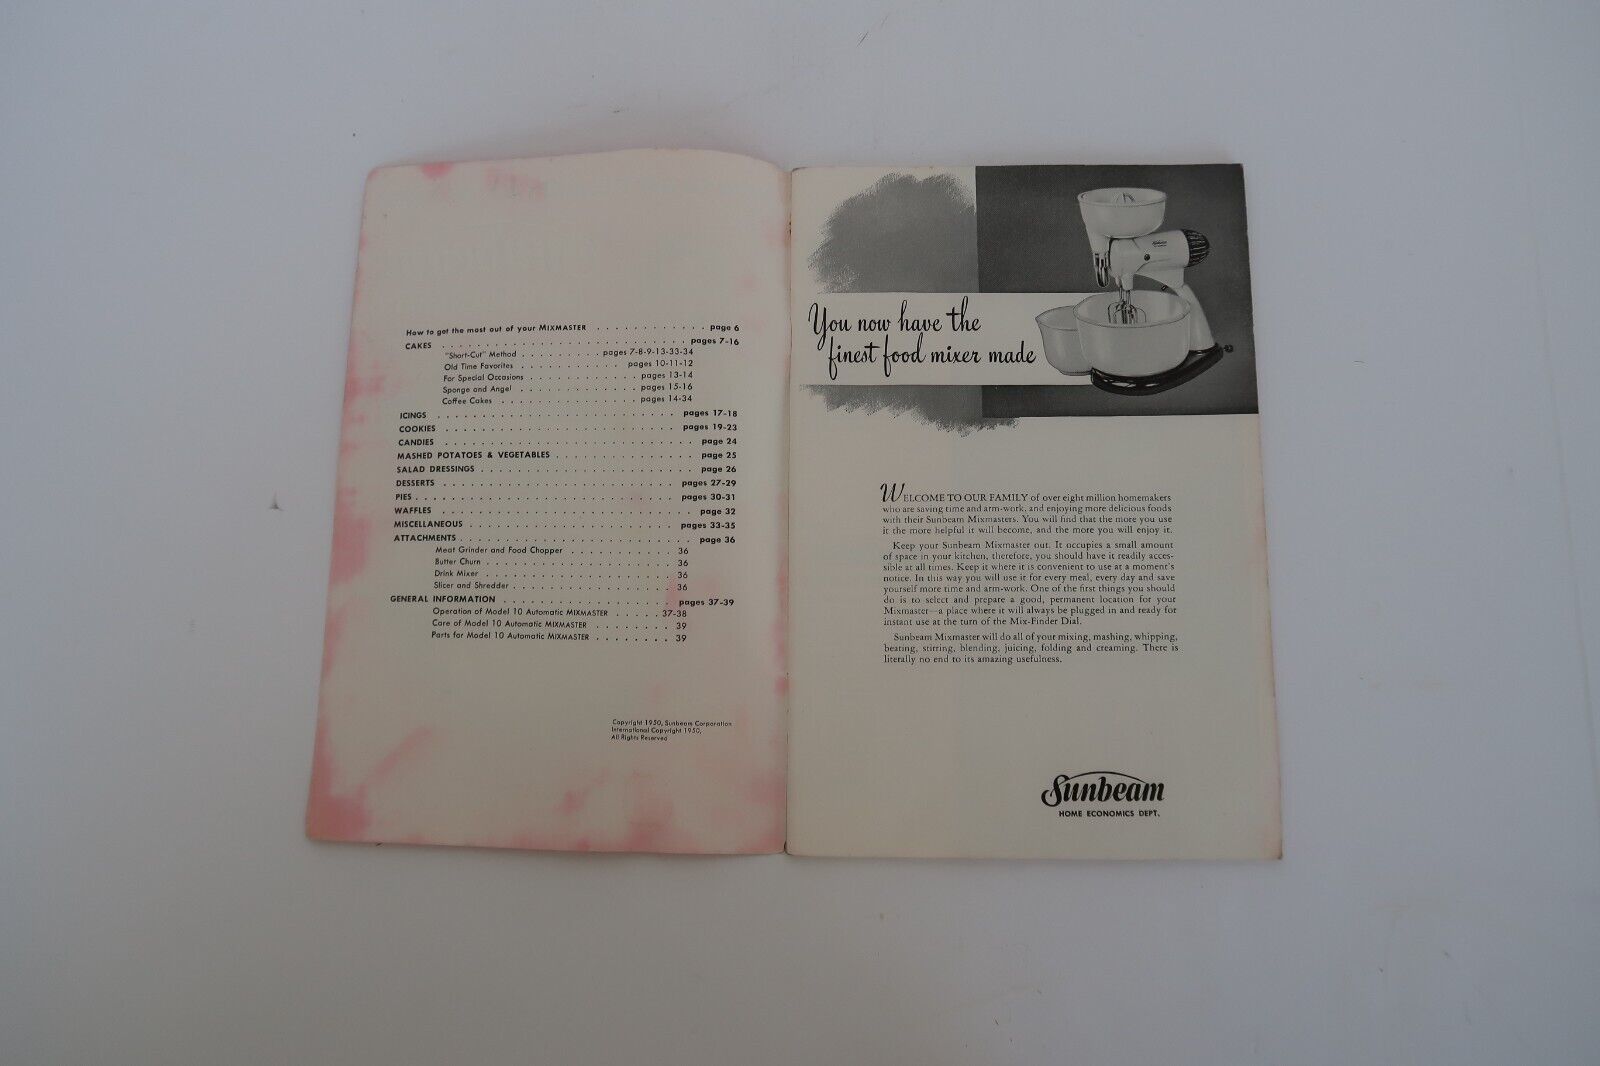 How to get the most out of your MIXMASTER . . . . . . . . . . . . page 6
CAKES . . . . . . . . . . . . . . . . . . . . . . . . . . . pages 7-16
"Short-Cut" Method . . . . . . . . . pages 7-8-9-13-33-34
Old Time Favorites . . . . . . . . . . . pages 10-11-12
For Special Occasions . . . . . . . . . . . . pages 13-14
Sponge and Angel . . . . . . . . . . . . . pages 15-16
Coffee Cakes . . . . . . . . . . . . . . . pages 14-34
ICINGS . . . . . . . . . . . . . . . . . . . . . . . . . . pages 17-18
COOKIES . . . . . . . . . . . . . . . . . . . . . . . . . pages 19-23
CANDIES . . . . . . . . . . . . . . . . . . . . . . . . . . . page 24
MASHED POTATOES & VEGETABLES . . . . . . . . . . . . . . . page 25
SALAD DRESSINGS . . . . . . . . . . . . . . . . . . . . . . . page 26
DESSERTS . . . . . . . . . . . . . . . . . . . . . . . . . pages 27-29
PIES . . . . . . . . . . . . . . . . . . . . . . . . . . . . pages 30-31
WAFFLES . . . . . . . . . . . . . . . . . . . . . . . . . . . page 32
MISCELLANEOUS . . . . . . . . . . . . . . . . . . . . . . pages 33-35
ATTACHMENTS . . . . . . . . . . . . . . . . . . . . . . . . . page 36
Meat Grinder and Food Chopper . . . . . . . . . . . 36
Butter Churn . . . . . . . . . . . . . . . . . . . . 36
Drink Mixer . . . . . . . . . . . . . . . . . . . . . 36
Slicer and Shredder . . . . . . . . . . . . . . . . . 36
GENERAL INFORMATION . . . . . . . . . . . . . . . . . . . pages 37-39
Operation of Model 10 Automatic MIXMASTER . . . . . 37-38
Care of Model 10 Automatic MIXMASTER . . . . . . . . 39
Parts for Model 10 Automatic MIXMASTER . . . . . . . . 39
Copyright 1950, Sunbeam Corporation
International Copyright 1950,
All Rights Reserved
Sunbeam
You now have the
finest food mixer made
WELCOME TO OUR FAMILY of over eight million homemakers
who are saving time and arm-work, and enjoying more delicious foods
with their Sunbeam Mixmasters. You will find that the more you use
it the more helpful it will become, and the more you will enjoy it.
Keep your Sunbeam Mixmaster out. It occupies a small amount
of space in your kitchen, therefore, you should have it readily acces-
sible at all times. Keep it where it is convenient to use at a moment's
notice. In this way you will use it for every meal, every day and save
yourself more time and arm-work. One of the first things you should
do is to select and prepare a good, permanent location for your
Mixmaster—a place where it will always be plugged in and ready for
instant use at the turn of the Mix-Finder Dial.
Sunbeam Mixmaster will do all of your mixing, mashing, whipping,
beating, stirring, blending, juicing, folding and creaming. There is
literally no end to its amazing usefulness.
Sunbeam
HOME ECONOMICS DEPT.